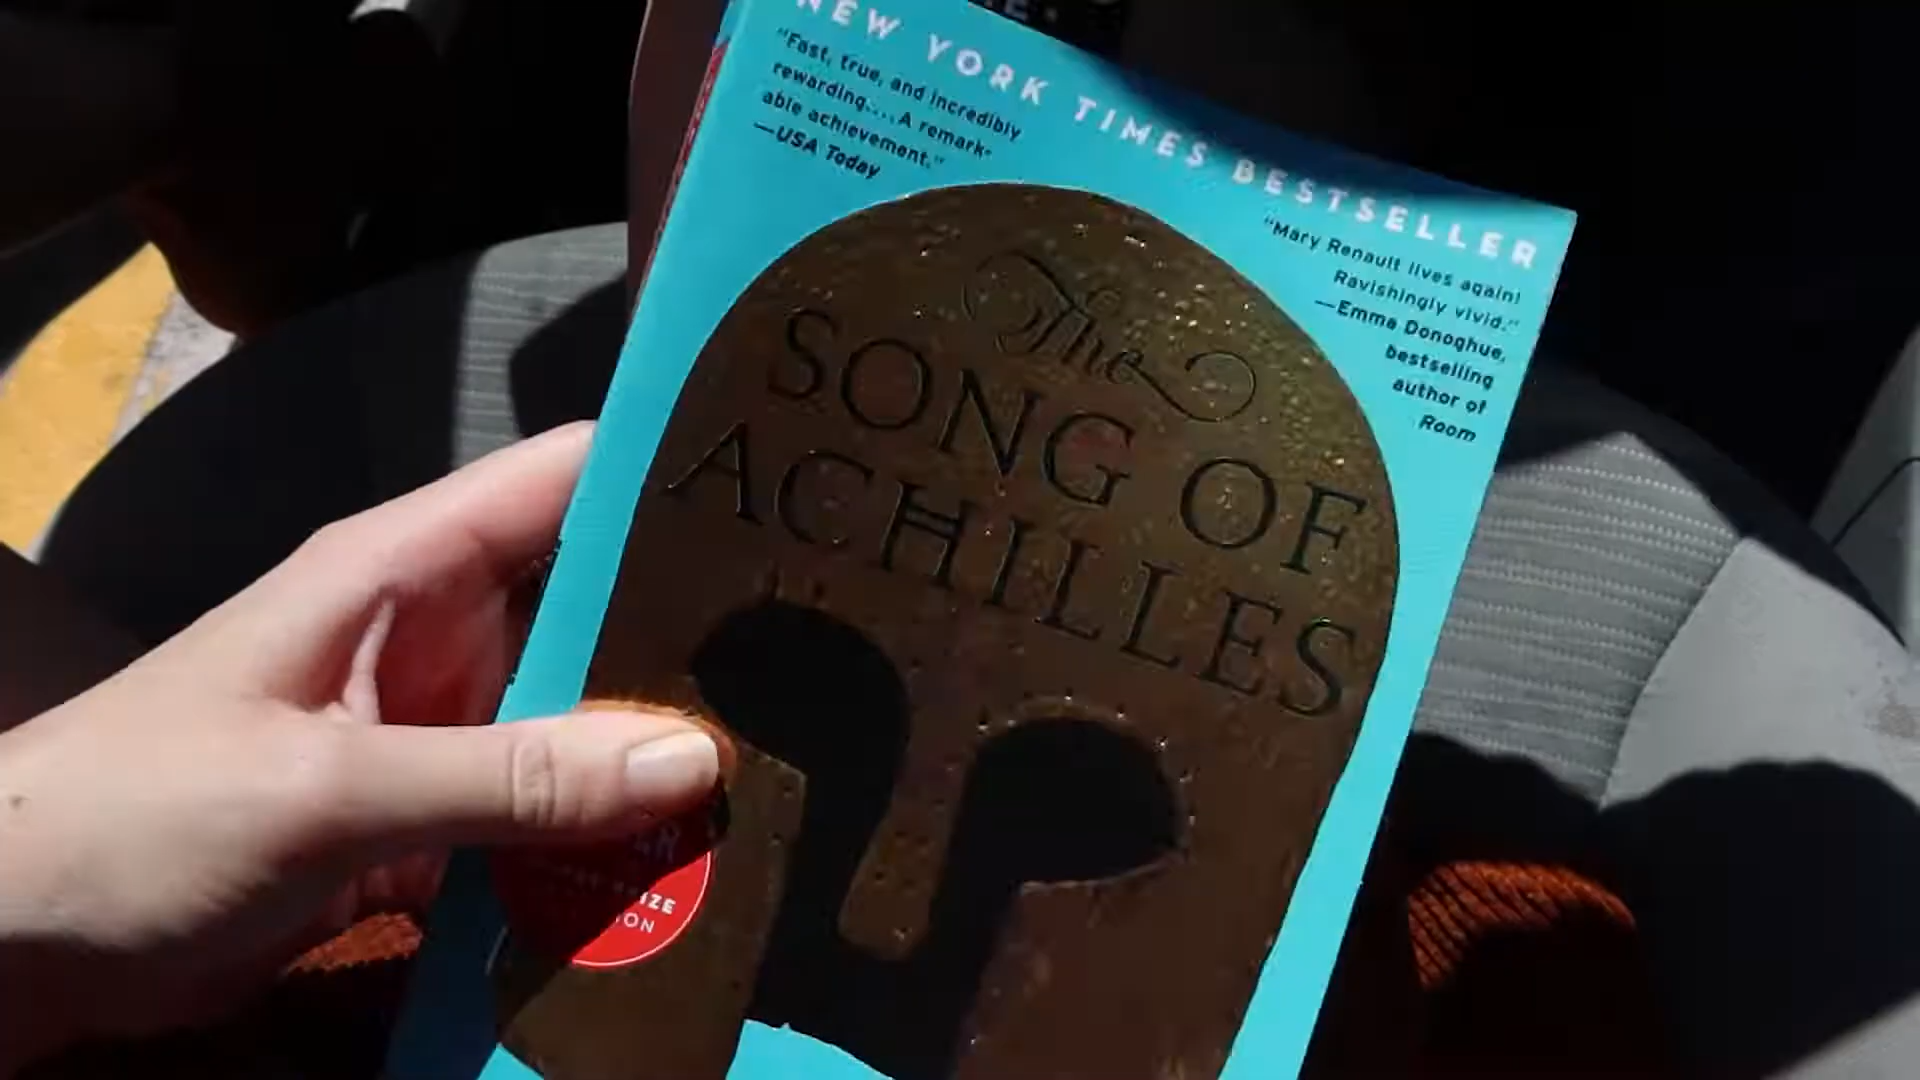 NEW YORK TIMES BESTSELLER
“Fast, true, and incredibly
rewarding....A remark-
able achievement.”
—USA Today
“Mary Renault lives again!
Ravishingly vivid.”
—Emma Donoghue,
bestselling
author of
Room
The
SONG OF
ACHILLES